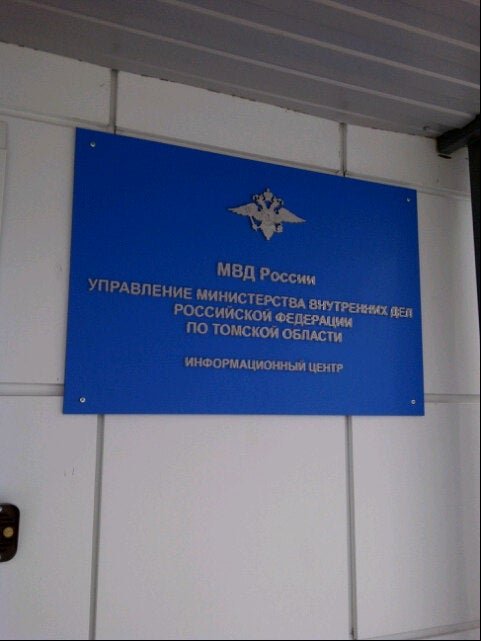 МВД России
УПРАВЛЕНИЕ МИНИСТЕРСТВА ВНУТРЕННИХ ДЕЛ
РОССИЙСКОЙ ФЕДЕРАЦИИ
ПО ТОМСКОЙ ОБЛАСТИ
ИНФОРМАЦИОННЫЙ ЦЕНТР